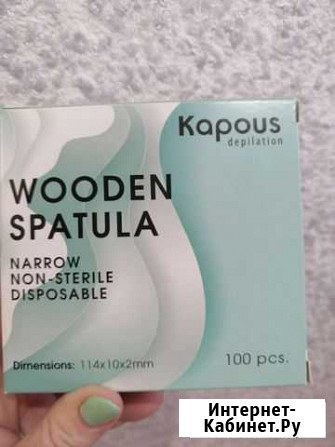 Kapous
depilation
WOODEN
SPATULA
NARROW
NON-STERILE
DISPOSABLE
Dimensions: 114x10x2mm
100 pcs.
Интернет-
Кабинет.Ру